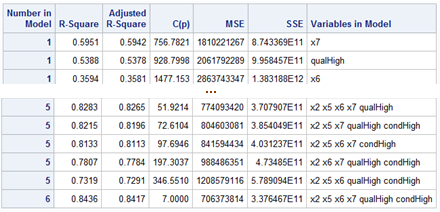 Number in Model R-Square Adjusted R-Square C(p) MSE SSE Variables in Model
1 0.5951 0.5942 756.7821 1810221267 8.743369E11 x7
1 0.5388 0.5378 928.7998 2061792289 9.958457E11 qualHigh
1 0.3594 0.3581 1477.153 2863743347 1.383188E12 x6
...
5 0.8283 0.8265 51.9214 774093420 3.707907E11 x2 x5 x6 x7 qualHigh
5 0.8215 0.8196 72.6104 804603081 3.854049E11 x2 x5 x7 qualHigh condHigh
5 0.8133 0.8113 97.6946 841594434 4.031237E11 x2 x5 x6 x7 condHigh
5 0.7807 0.7784 197.3037 988486351 4.73485E11 x2 x6 x7 qualHigh condHigh
5 0.7319 0.7291 346.5510 1208579116 5.789094E11 x2 x5 x6 qualHigh condHigh
6 0.8436 0.8417 7.0000 706373814 3.376467E11 x2 x5 x6 x7 qualHigh condHigh